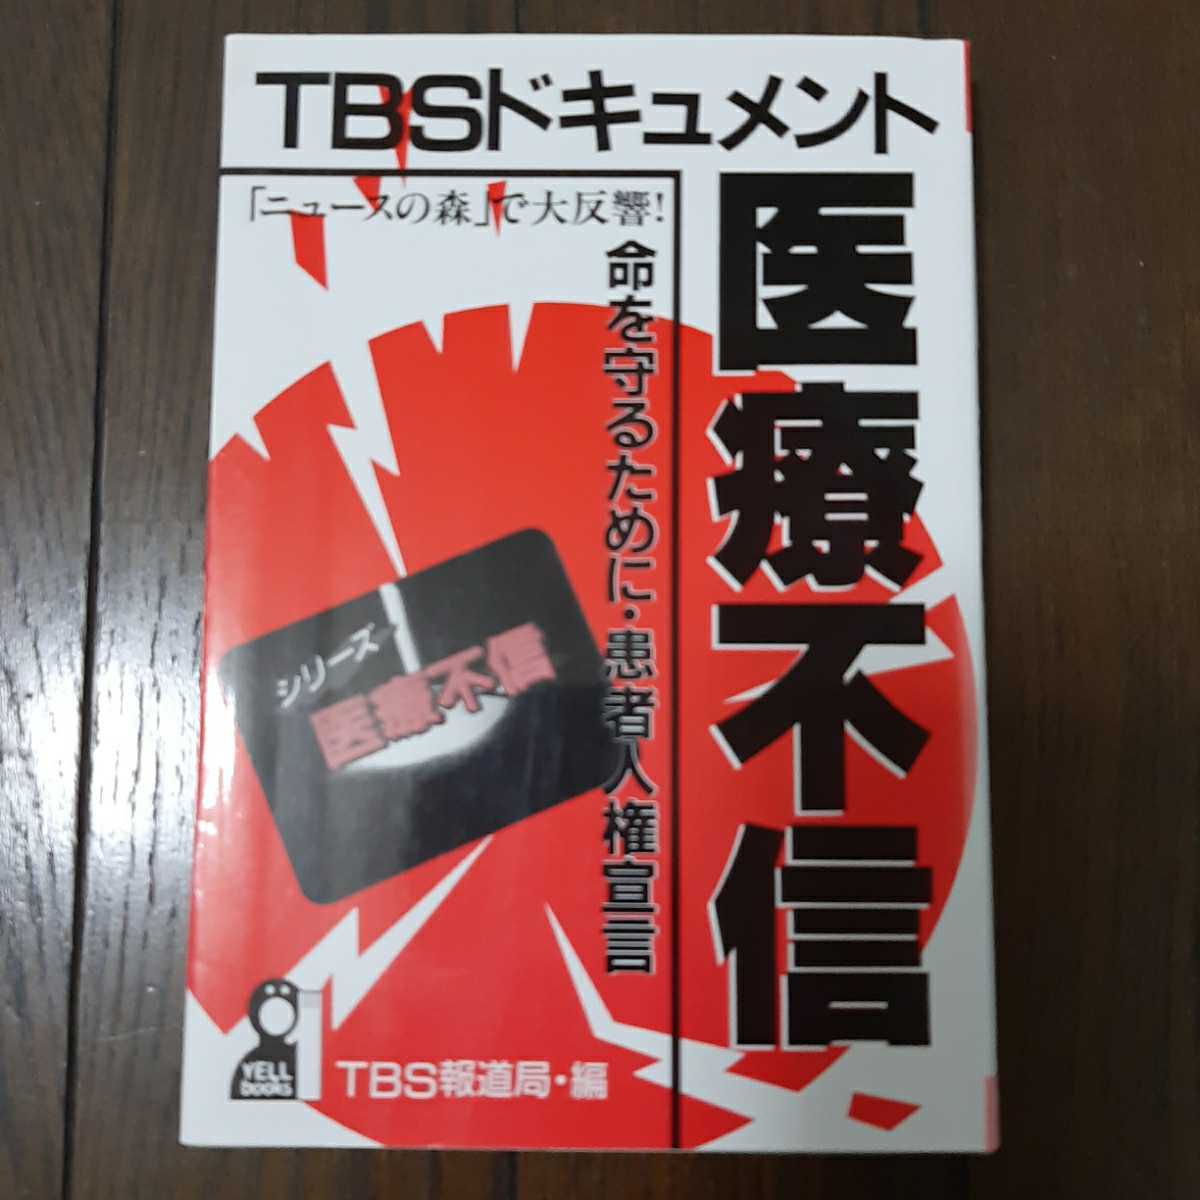 TBSドキュメント
医療不信
「ニュースの森」で大反響!
命を守るために・患者人権宣言
シリーズ
医療不信
YELL
books
TBS報道局・編